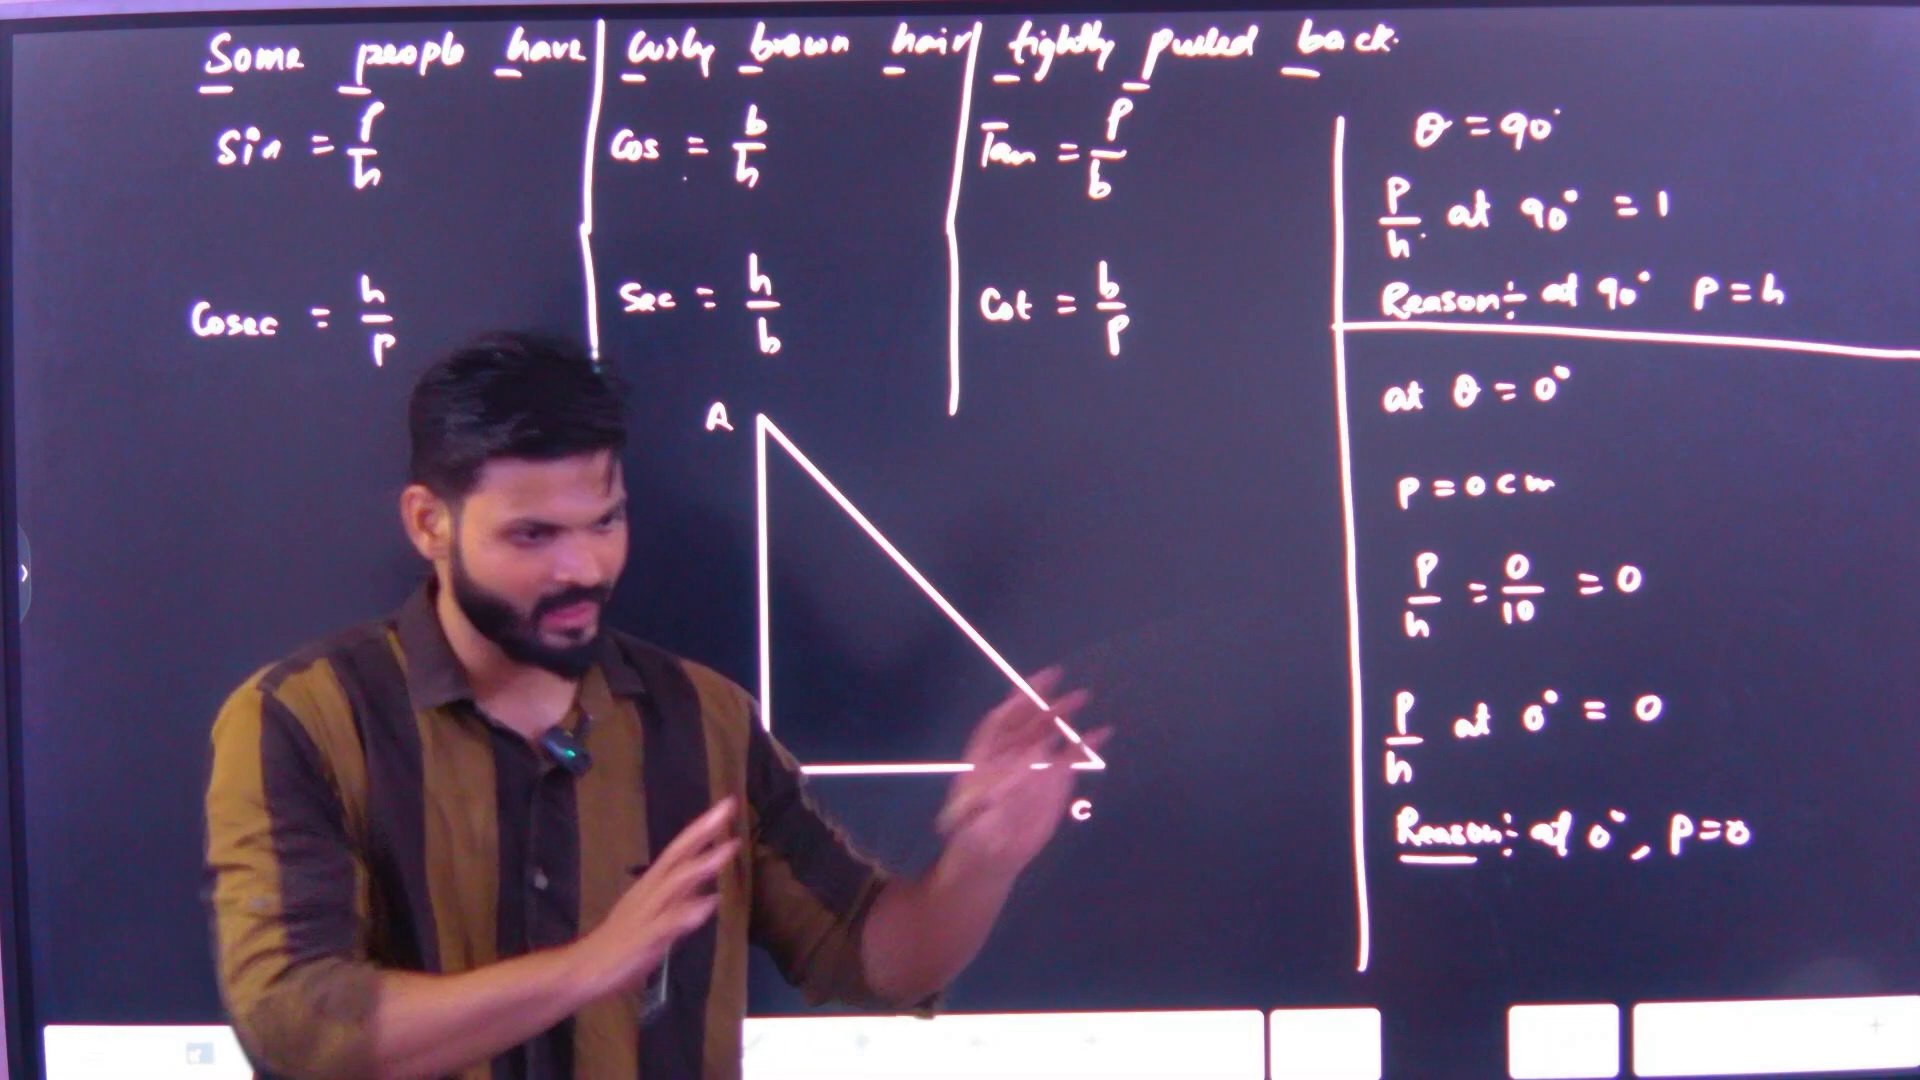 Some people have | Curly brown hair | tightly pulled back.
Sin = p/h
Cos = b/h
Tan = p/b
Cosec = h/p
Sec = h/b
Cot = b/p
A
C
θ = 90°
P/h at 90° = 1
Reason:- at 90° P = h
at θ = 0°
P = 0 cm
P/h = 0/10 = 0
P/h at 0° = 0
Reason:- at 0°, P = 0